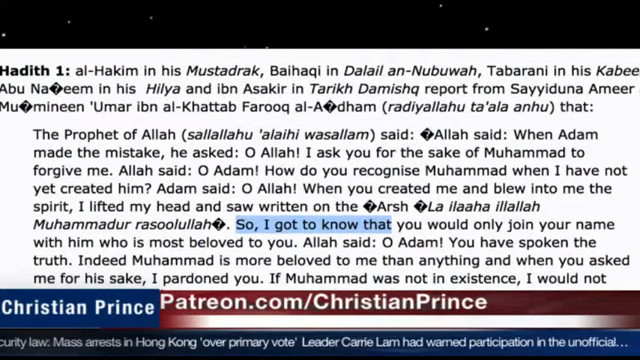 Hadith 1: al-Hakim in his Mustadrak, Baihaqi in Dalail an-Nubuwah, Tabarani in his Kabee
Abu Na�eem in his Hilya and ibn Asakir in Tarikh Damishq report from Sayyiduna Ameer
Mu�mineen 'Umar ibn al-Khattab Farooq al-A�dham (radiyallahu ta'ala anhu) that:
The Prophet of Allah (sallallahu 'alaihi wasallam) said: �Allah said: When Adam
made the mistake, he asked: O Allah! I ask you for the sake of Muhammad to
forgive me. Allah said: O Adam! How do you recognise Muhammad when I have not
yet created him? Adam said: O Allah! When you created me and blew into me the
spirit, I lifted my head and saw written on the �Arsh �La ilaaha illallah
Muhammadur rasoolullah�. So, I got to know that you would only join your name
with him who is most beloved to you. Allah said: O Adam! You have spoken the
truth. Indeed Muhammad is more beloved to me than anything and when you asked
me for his sake, I pardoned you. If Muhammad was not in existence, I would not
Christian Prince
Patreon.com/ChristianPrince
curity law: Mass arrests in Hong Kong 'over primary vote' Leader Carrie Lam had warned participation in the unofficial...